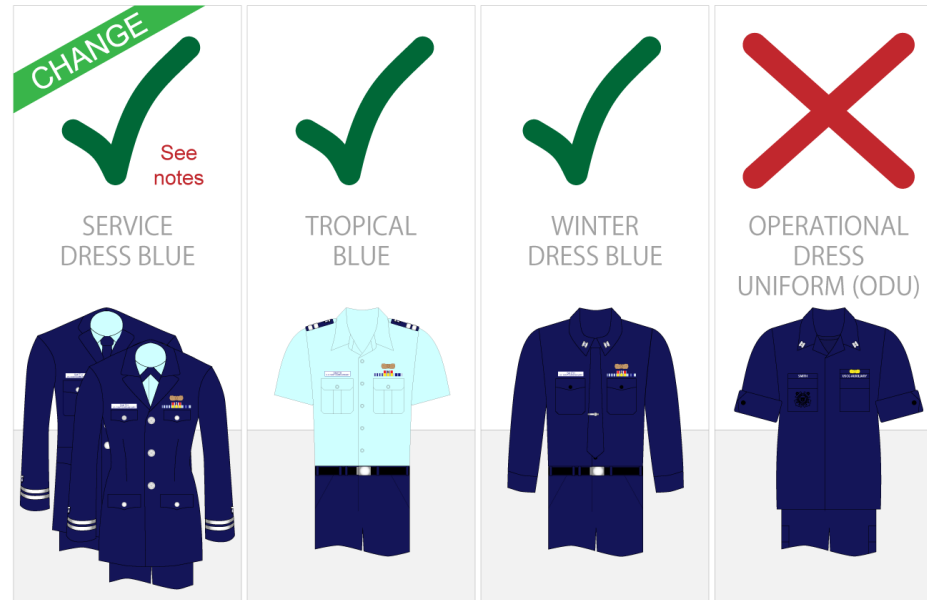 CHANGE
See
notes
SERVICE
DRESS BLUE
TROPICAL
BLUE
WINTER
DRESS BLUE
OPERATIONAL
DRESS
UNIFORM (ODU)